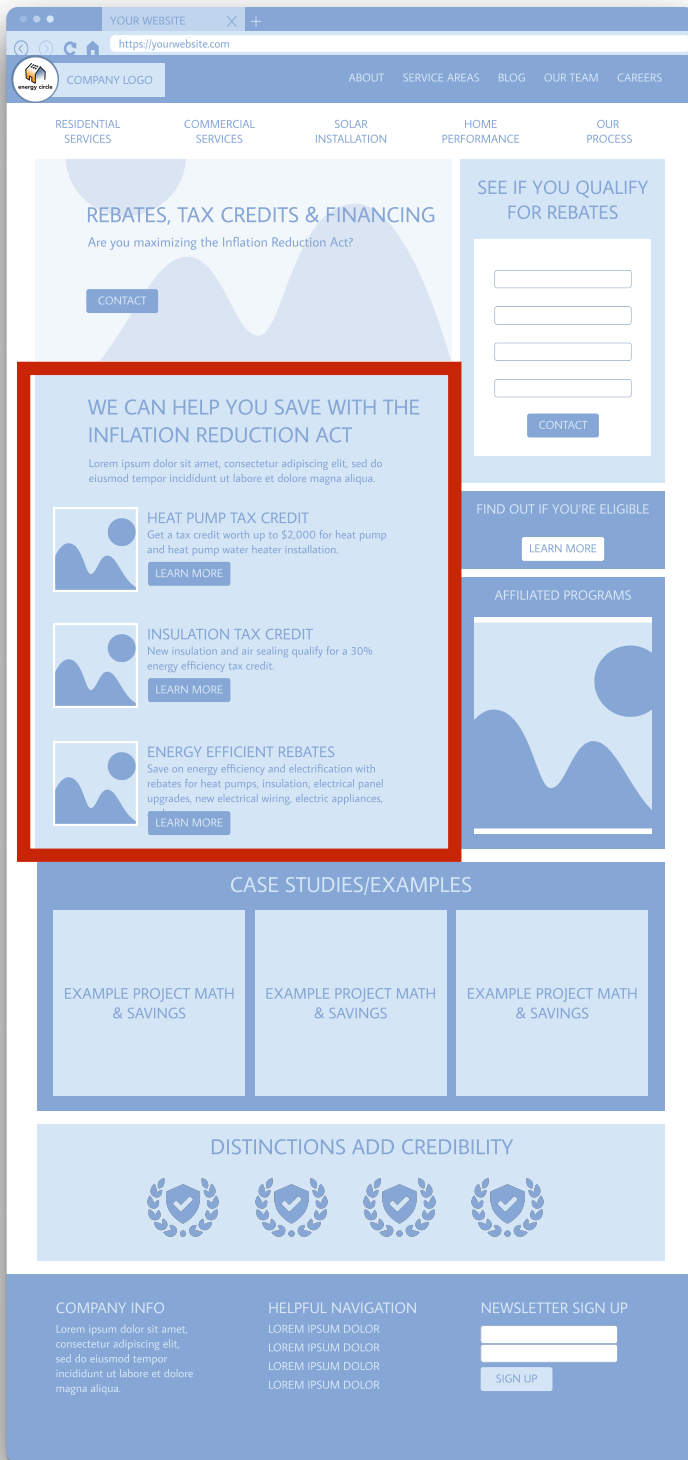 YOUR WEBSITE
https://yourwebsite.com
energy circle
COMPANY LOGO
ABOUT SERVICE AREAS BLOG OUR TEAM CAREERS
RESIDENTIAL
SERVICES
COMMERCIAL
SERVICES
SOLAR
INSTALLATION
HOME
PERFORMANCE
OUR
PROCESS
REBATES, TAX CREDITS & FINANCING
Are you maximizing the Inflation Reduction Act?
CONTACT
SEE IF YOU QUALIFY
FOR REBATES
CONTACT
WE CAN HELP YOU SAVE WITH THE
INFLATION REDUCTION ACT
Lorem ipsum dolor sit amet, consectetur adipiscing elit, sed do
eiusmod tempor incididunt ut labore et dolore magna aliqua.
HEAT PUMP TAX CREDIT
Get a tax credit worth up to $2,000 for heat pump
and heat pump water heater installation.
LEARN MORE
INSULATION TAX CREDIT
New insulation and air sealing qualify for a 30%
energy efficiency tax credit.
LEARN MORE
ENERGY EFFICIENT REBATES
Save on energy efficiency and electrification with
rebates for heat pumps, insulation, electrical panel
upgrades, new electrical wiring, electric appliances,
LEARN MORE
FIND OUT IF YOU'RE ELIGIBLE
LEARN MORE
AFFILIATED PROGRAMS
CASE STUDIES/EXAMPLES
EXAMPLE PROJECT MATH
& SAVINGS
EXAMPLE PROJECT MATH
& SAVINGS
EXAMPLE PROJECT MATH
& SAVINGS
DISTINCTIONS ADD CREDIBILITY
COMPANY INFO
Lorem ipsum dolor sit amet,
consectetur adipiscing elit,
sed do eiusmod tempor
incididunt ut labore et dolore
magna aliqua.
HELPFUL NAVIGATION
LOREM IPSUM DOLOR
LOREM IPSUM DOLOR
LOREM IPSUM DOLOR
LOREM IPSUM DOLOR
NEWSLETTER SIGN UP
SIGN UP